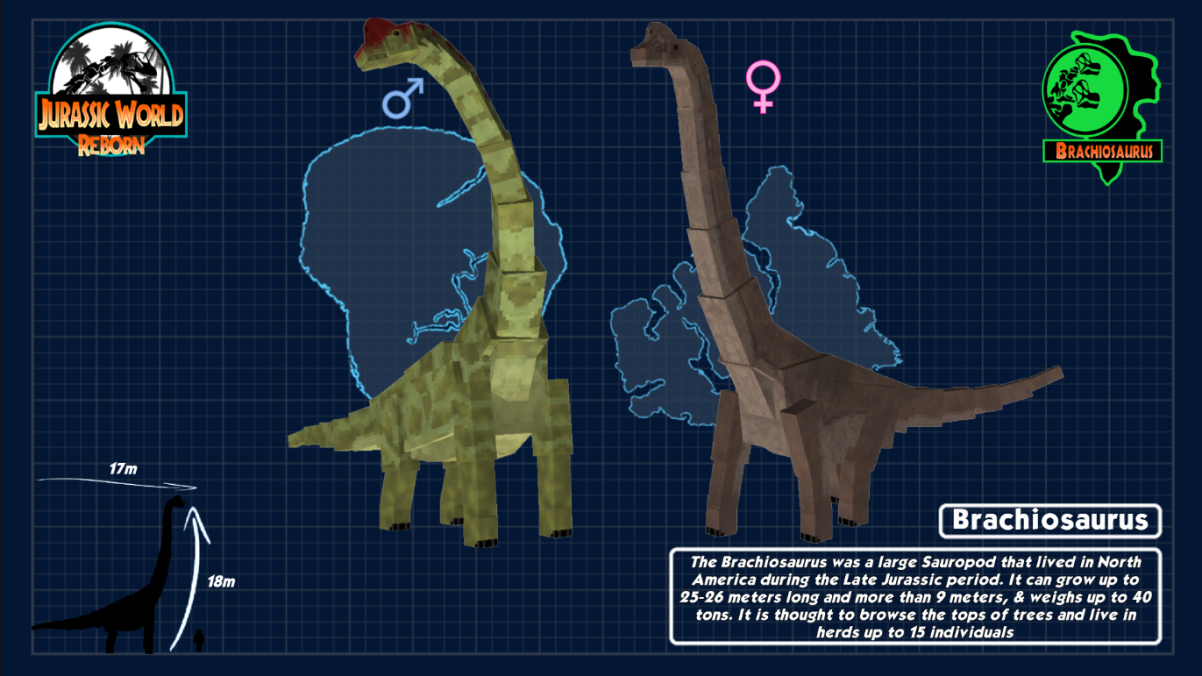 JURASSIC WORLD
REBORN
BRACHIOSAURUS
17m
18m
Brachiosaurus
The Brachiosaurus was a large Sauropod that lived in North
America during the Late Jurassic period. It can grow up to
25-26 meters long and more than 9 meters, & weighs up to 40
tons. It is thought to browse the tops of trees and live in
herds up to 15 individuals